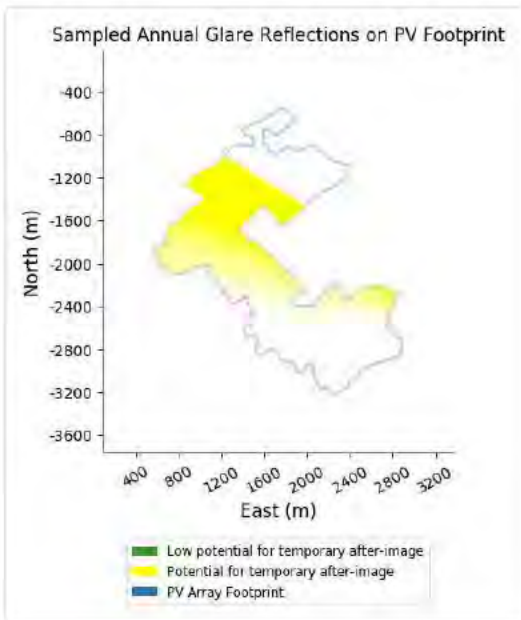 Sampled Annual Glare Reflections on PV Footprint
-400
-800
-1200
-1600
-2000
-2400
-2800
-3200
-3600
North (m)
400 800 1200 1600 2000 2400 2800 3200
East (m)
Low potential for temporary after-image
Potential for temporary after-image
PV Array Footprint